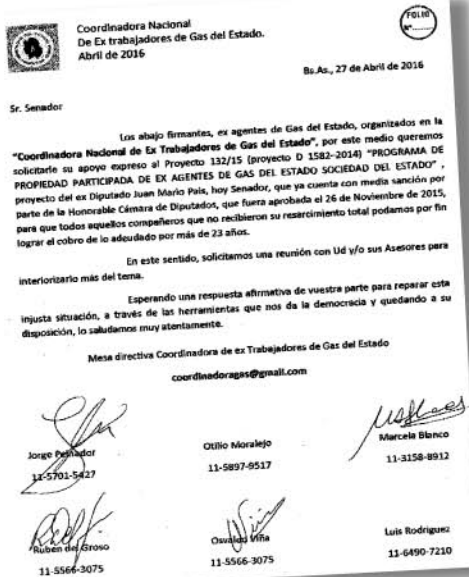 Coordinadora Nacional
De Ex trabajadores de Gas del Estado.
Abril de 2016
FOLIO
N°
Bs.As., 27 de Abril de 2016
Sr. Senador
Los abajo firmantes, ex agentes de Gas del Estado, organizados en la
"Coordinadora Nacional de Ex Trabajadores de Gas del Estado", por este medio queremos
solicitarle su apoyo expreso al Proyecto 132/15 (proyecto D 1582-2014) "PROGRAMA DE
PROPIEDAD PARTICIPADA DE EX AGENTES DE GAS DEL ESTADO SOCIEDAD DEL ESTADO" ,
proyecto del ex Diputado Juan Mario Pais, hoy Senador, que ya cuenta con media sanción por
parte de la Honorable Cámara de Diputados, que fuera aprobada el 26 de Noviembre de 2015,
para que todos aquellos compañeros que no recibieron su resarcimiento total podamos por fin
lograr el cobro de lo adeudado por más de 23 años.
En este sentido, solicitamos una reunión con Ud y/o sus Asesores para
interiorizarlo más del tema.
Esperando una respuesta afirmativa de vuestra parte para reparar esta
injusta situación, a través de las herramientas que nos da la democracia y quedando a su
disposición, lo saludamos muy atentamente.
Mesa directiva Coordinadora de ex Trabajadores de Gas del Estado
coordinadoragas@gmail.com
Jorge Peinador
11-5701-5427
Otilio Moralejo
11-5897-9517
Marcela Blanco
11-3158-8912
Ruben del Groso
11-5566-3075
Osvaldo Viña
11-5566-3075
Luis Rodriguez
11-6490-7210